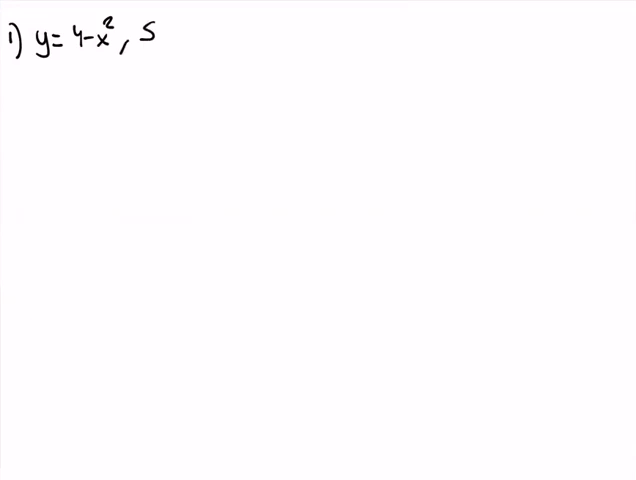 1) y = 4-x², S